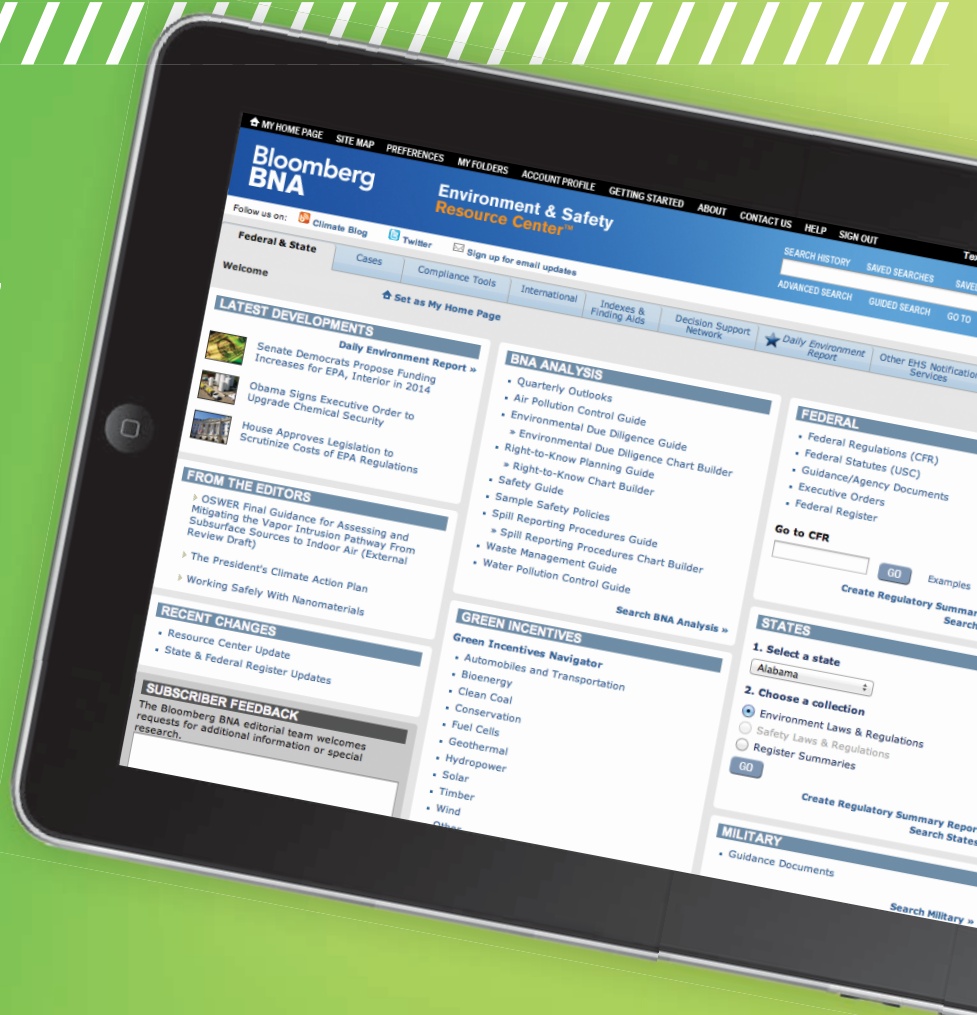 MY HOME PAGE SITE MAP PREFERENCES MY FOLDERS ACCOUNT PROFILE GETTING STARTED ABOUT CONTACT US HELP SIGN OUT
Bloomberg
BNA
Environment & Safety
Resource Center™
SEARCH HISTORY SAVED SEARCHES
ADVANCED SEARCH GUIDED SEARCH GO TO
Follow us on: Climate Blog Twitter Sign up for email updates
Federal & State Cases Compliance Tools International Indexes &
Finding Aids Decision Support
Network Daily Environment
Report Other EHS Notification
Services
Welcome
Set as My Home Page
LATEST DEVELOPMENTS
Daily Environment Report »
Senate Democrats Propose Funding
Increases for EPA, Interior in 2014
Obama Signs Executive Order to
Upgrade Chemical Security
House Approves Legislation to
Scrutinize Costs of EPA Regulations
FROM THE EDITORS
OSWER Final Guidance for Assessing and
Mitigating the Vapor Intrusion Pathway From
Subsurface Sources to Indoor Air (External
Review Draft)
The President's Climate Action Plan
Working Safely With Nanomaterials
RECENT CHANGES
• Resource Center Update
• State & Federal Register Updates
SUBSCRIBER FEEDBACK
The Bloomberg BNA editorial team welcomes
requests for additional information or special
research.
BNA ANALYSIS
• Quarterly Outlooks
• Air Pollution Control Guide
• Environmental Due Diligence Guide
» Environmental Due Diligence Chart Builder
• Right-to-Know Planning Guide
» Right-to-Know Chart Builder
• Safety Guide
• Sample Safety Policies
• Spill Reporting Procedures Guide
» Spill Reporting Procedures Chart Builder
• Waste Management Guide
• Water Pollution Control Guide
Search BNA Analysis »
GREEN INCENTIVES
Green Incentives Navigator
• Automobiles and Transportation
• Bioenergy
• Clean Coal
• Conservation
• Fuel Cells
• Geothermal
• Hydropower
• Solar
• Timber
• Wind
• Other
FEDERAL
• Federal Regulations (CFR)
• Federal Statutes (USC)
• Guidance/Agency Documents
• Executive Orders
• Federal Register
Go to CFR
GO Examples
Create Regulatory Summar
Search
STATES
1. Select a state
Alabama
2. Choose a collection
Environment Laws & Regulations
Safety Laws & Regulations
Register Summaries
GO
Create Regulatory Summary Repor
Search States
MILITARY
• Guidance Documents
Search Military »